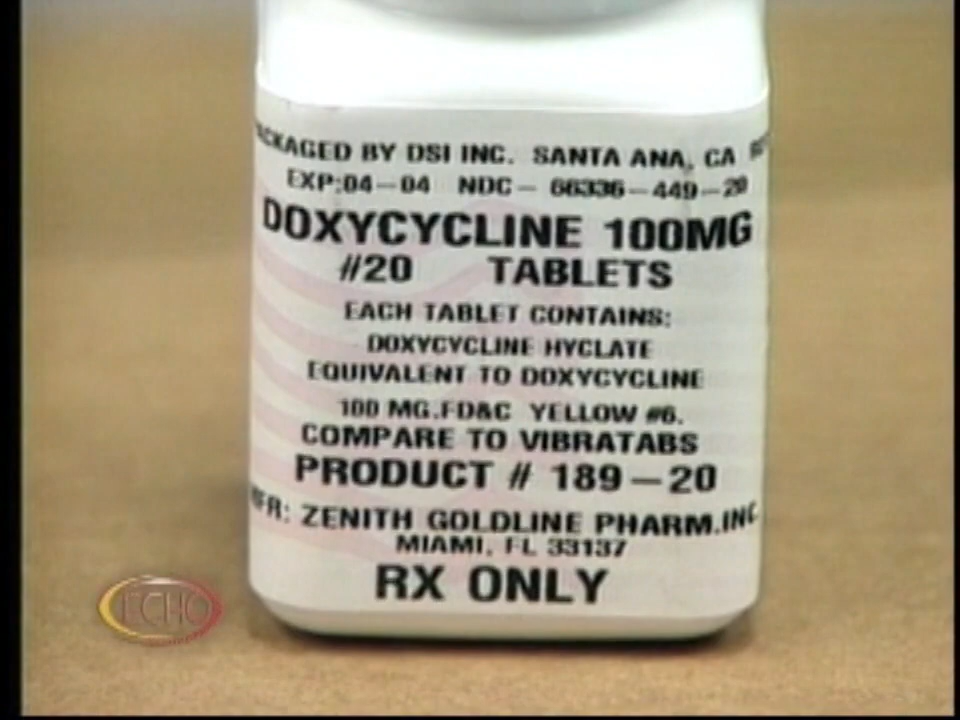 PACKAGED BY DSI INC. SANTA ANA, CA
EXP:04-04 NDC- 66336-449-20
DOXYCYCLINE 100MG
#20 TABLETS
EACH TABLET CONTAINS:
DOXYCYCLINE HYCLATE
EQUIVALENT TO DOXYCYCLINE
100 MG.FD&C YELLOW #6.
COMPARE TO VIBRATABS
PRODUCT # 189-20
MFR: ZENITH GOLDLINE PHARM.INC.
MIAMI, FL 33137
RX ONLY
ECHO